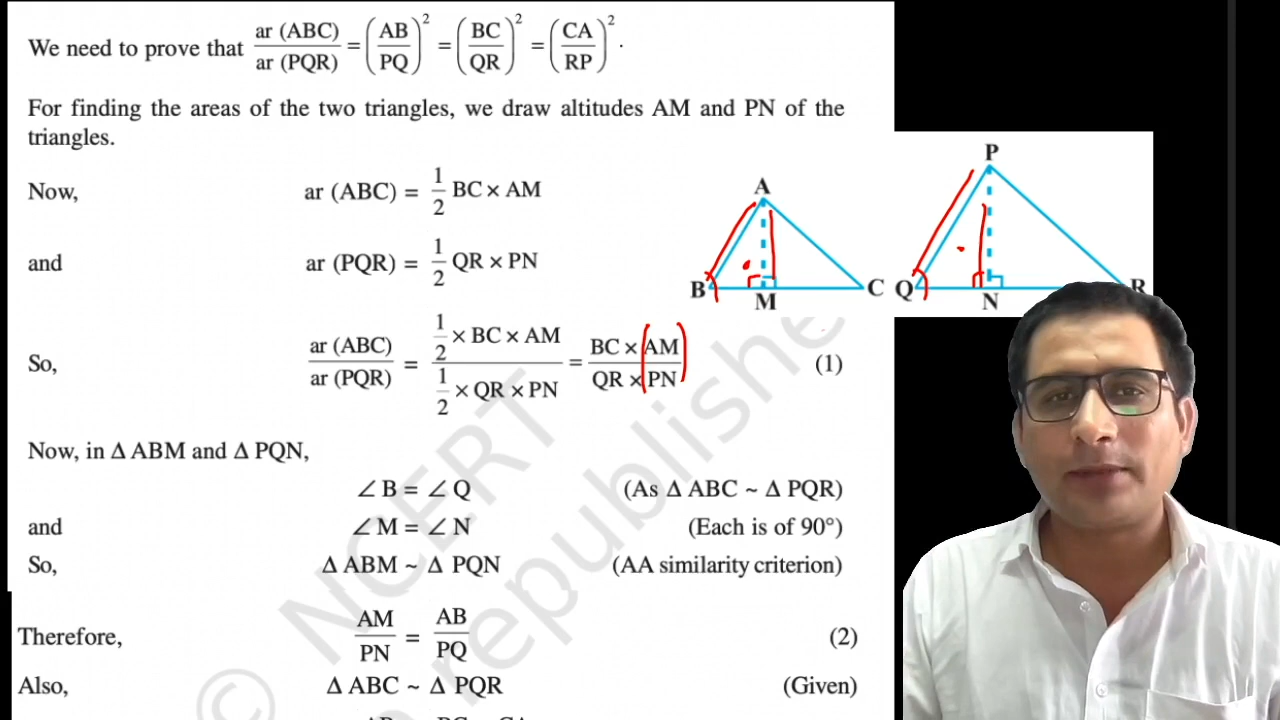 We need to prove that ar (ABC)/ar (PQR) = (AB/PQ)² = (BC/QR)² = (CA/RP)² ·
For finding the areas of the two triangles, we draw altitudes AM and PN of the
triangles.
Now, ar (ABC) = 1/2 BC × AM
and ar (PQR) = 1/2 QR × PN
So, ar (ABC)/ar (PQR) = (1/2 × BC × AM)/(1/2 × QR × PN) = (BC × AM)/(QR × PN) (1)
A
B
M
C
P
Q
N
R
Now, in Δ ABM and Δ PQN,
∠ B = ∠ Q (As Δ ABC ~ Δ PQR)
and ∠ M = ∠ N (Each is of 90°)
So, Δ ABM ~ Δ PQN (AA similarity criterion)
Therefore, AM/PN = AB/PQ (2)
Also, Δ ABC ~ Δ PQR (Given)
© NCERT
republishe